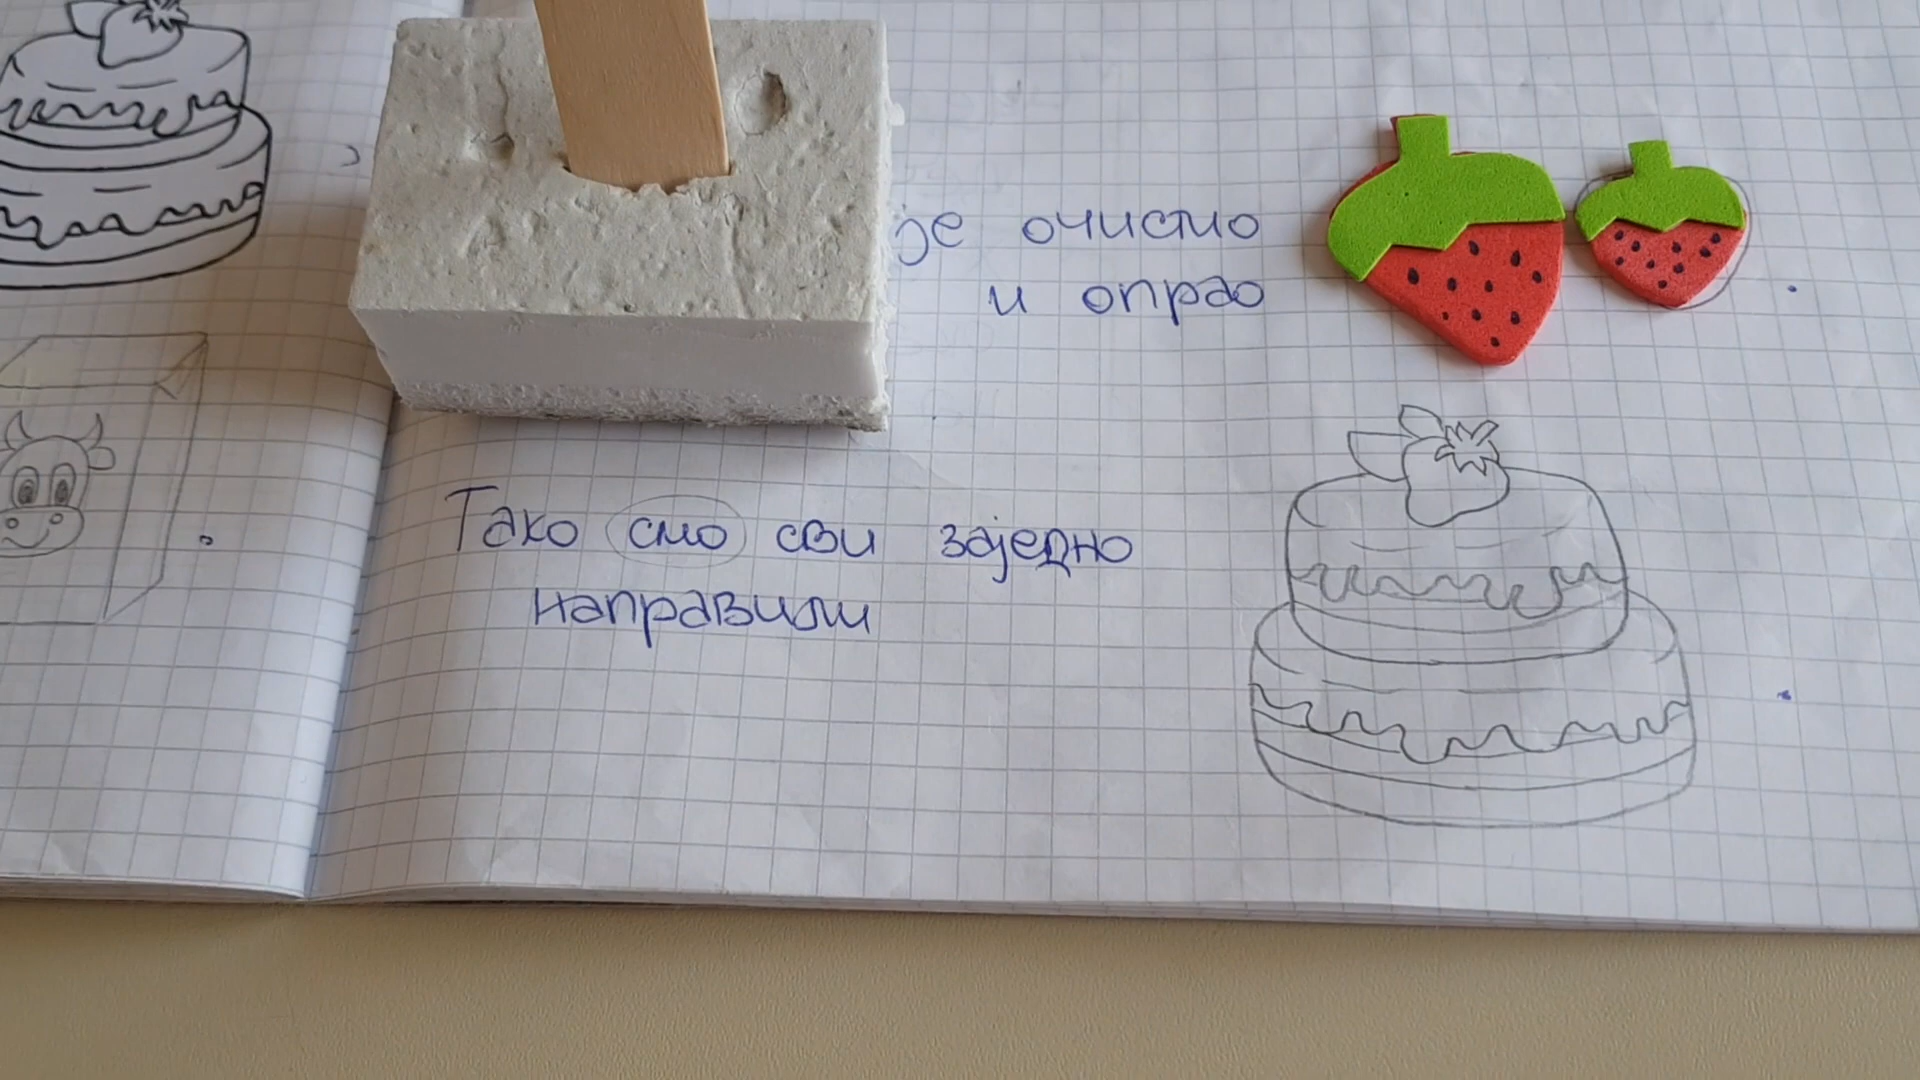 је очистио
и опрао
Тако смо сви заједно
направили